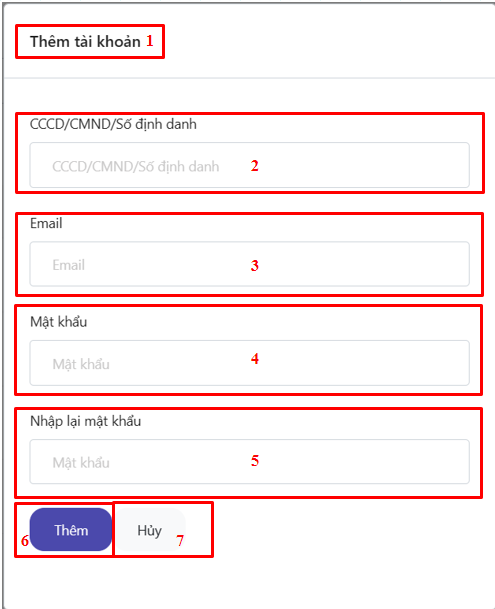 Thêm tài khoản 1
CCCD/CMND/Số định danh
CCCD/CMND/Số định danh 2
Email
Email 3
Mật khẩu
Mật khẩu 4
Nhập lại mật khẩu
Mật khẩu 5
6 Thêm Hủy 7